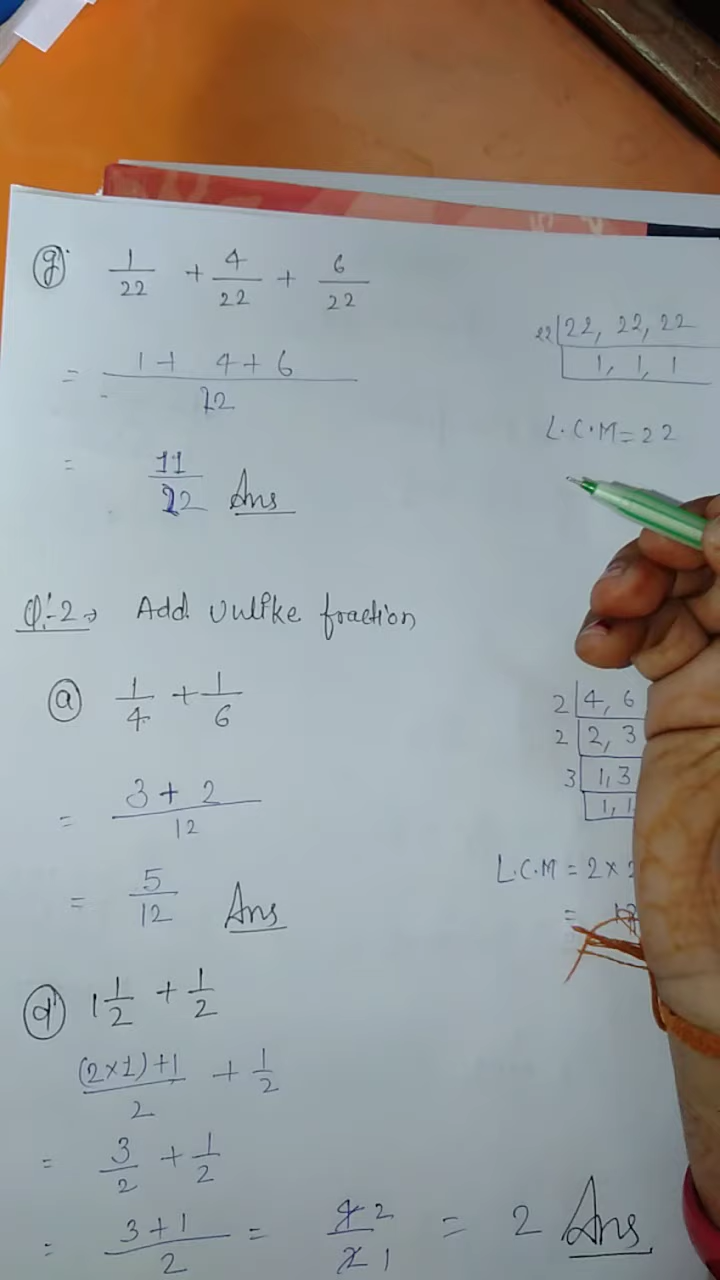 (g) 1/22 + 4/22 + 6/22
22 | 22, 22, 22
1, 1, 1
= 1 + 4 + 6 / 22
L.C.M = 22
= 11/22 Ans
Q.-2 → Add Unlike fraction
(a) 1/4 + 1/6
2 | 4, 6
2 | 2, 3
3 | 1, 3
1, 1
= 3 + 2 / 12
L.C.M = 2 ×
= 5/12 Ans
=
(d) 1 1/2 + 1/2
(2×1)+1 / 2 + 1/2
= 3/2 + 1/2
= 3+1 / 2 = 4 2 / 2 1 = 2 Ans